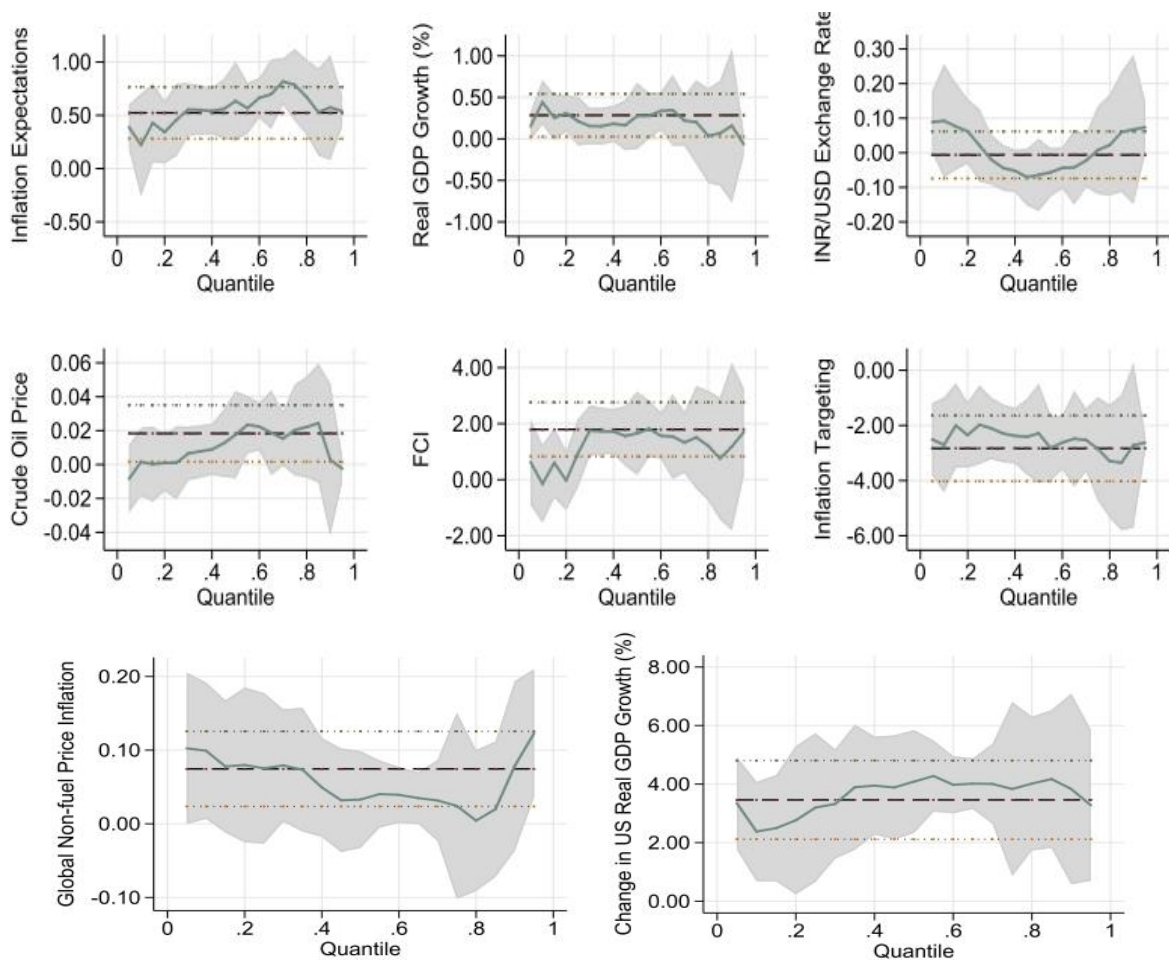 Inflation Expectations
1.00
0.50
0.00
-0.50
0 .2 .4 .6 .8 1
Quantile
Real GDP Growth (%)
1.00
0.50
0.00
-0.50
-1.00
0 .2 .4 .6 .8 1
Quantile
INR/USD Exchange Rate
0.30
0.20
0.10
0.00
-0.10
-0.20
0 .2 .4 .6 .8 1
Quantile
Crude Oil Price
0.06
0.04
0.02
0.00
-0.02
-0.04
0 .2 .4 .6 .8 1
Quantile
FCI
4.00
2.00
0.00
-2.00
0 .2 .4 .6 .8 1
Quantile
Inflation Targeting
0.00
-2.00
-4.00
-6.00
0 .2 .4 .6 .8 1
Quantile
Global Non-fuel Price Inflation
0.20
0.10
0.00
-0.10
0 .2 .4 .6 .8 1
Quantile
Change in US Real GDP Growth (%)
8.00
6.00
4.00
2.00
0.00
0 .2 .4 .6 .8 1
Quantile